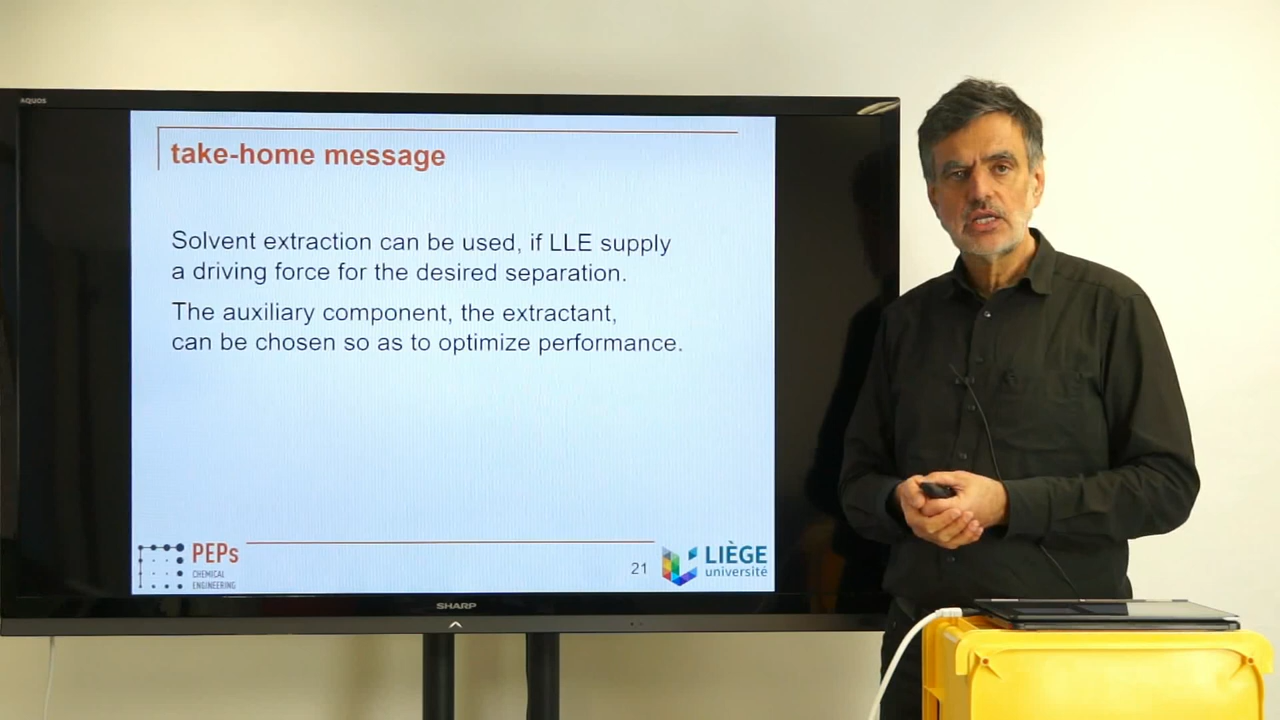 AQUOS
take-home message
Solvent extraction can be used, if LLE supply
a driving force for the desired separation.
The auxiliary component, the extractant,
can be chosen so as to optimize performance.
PEPs
CHEMICAL
ENGINEERING
21
LIÈGE
université
SHARP